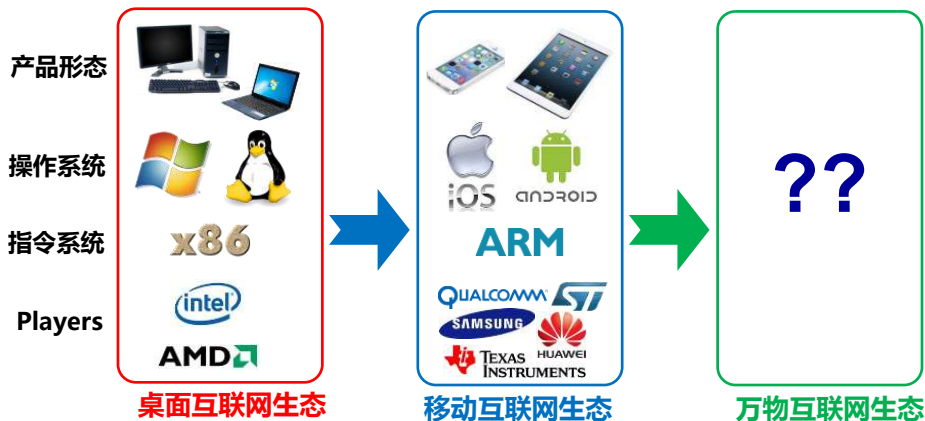 产品形态
操作系统
iOS
ANDROID
??
指令系统
x86
ARM
Players
intel
AMD
QUALCOMM
ST
SAMSUNG
HUAWEI
TEXAS
INSTRUMENTS
桌面互联网生态
移动互联网生态
万物互联网生态